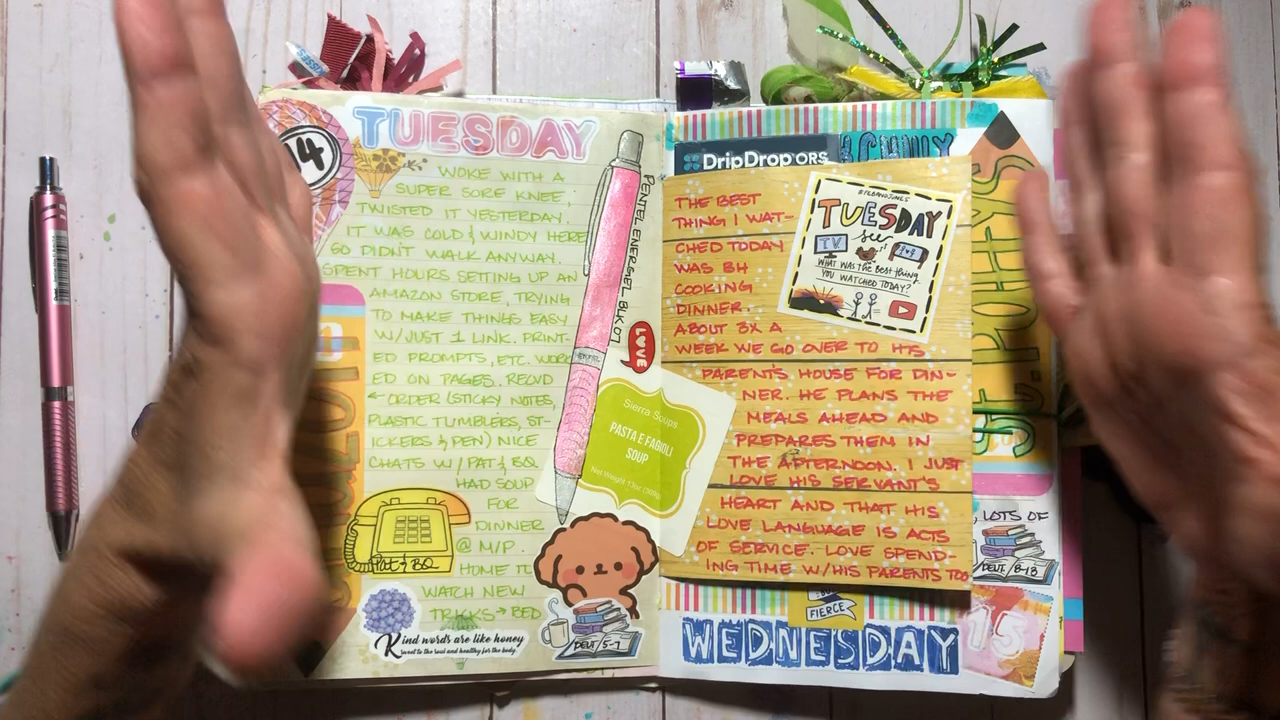 14
TUESDAY
WOKE WITH A
SUPER SORE KNEE,
TWISTED IT YESTERDAY.
IT WAS COLD & WINDY HERE
SO DIDN'T WALK ANYWAY.
SPENT HOURS SETTING UP AN
AMAZON STORE, TRYING
TO MAKE THINGS EASY
W/JUST 1 LINK. PRINT-
ED PROMPTS, ETC. WORK
ED ON PAGES. RECVD
← ORDER (STICKY NOTES,
PLASTIC TUMBLERS, ST-
ICKERS & PEN) NICE
CHATS W/PAT & BQ
HAD SOUP
FOR
DINNER
@ M/P.
HOME TO
WATCH NEW
TRKKS → BED
Pat & BQ
Kind words are like honey
sweet to the soul and healthy for the body.
DEUT/5-7
PENTEL ENERGEL BLK.07
LOVE
Sierra Soups
PASTA E FAGIOLI
SOUP
KISSES
DripDrop ORS
THE BEST
THING I WAT-
CHED TODAY
WAS BH
COOKING
DINNER.
ABOUT 3X A
WEEK WE GO OVER TO HIS
PARENT'S HOUSE FOR DIN-
NER. HE PLANS THE
MEALS AHEAD AND
PREPARES THEM IN
THE AFTERNOON. I JUST
LOVE HIS SERVANT'S
HEART AND THAT HIS
LOVE LANGUAGE IS ACTS
OF SERVICE. LOVE SPEND-
ING TIME W/HIS PARENTS TOO
TUESDAY
TV
WHAT WAS THE BEST thing
YOU WATCHED TODAY?
, LOTS OF
DEUT/8-13
FIERCE
WEDNESDAY
15